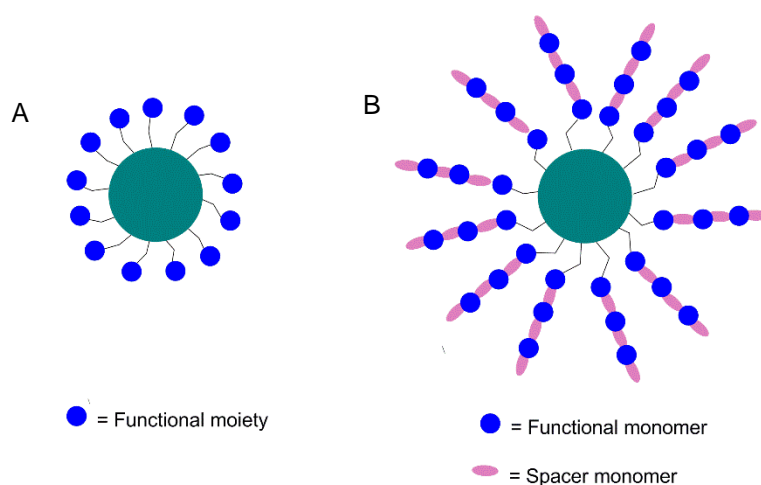 A
B
= Functional moiety
= Functional monomer
= Spacer monomer